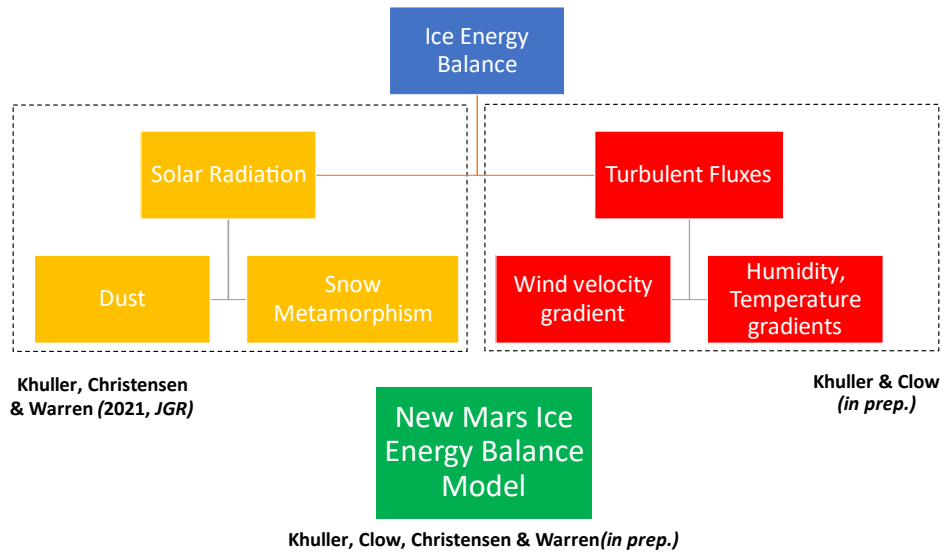 Ice Energy
Balance
Solar Radiation
Turbulent Fluxes
Dust
Snow
Metamorphism
Wind velocity
gradient
Humidity,
Temperature
gradients
Khuller, Christensen
& Warren (2021, JGR)
Khuller & Clow
(in prep.)
New Mars Ice
Energy Balance
Model
Khuller, Clow, Christensen & Warren(in prep.)